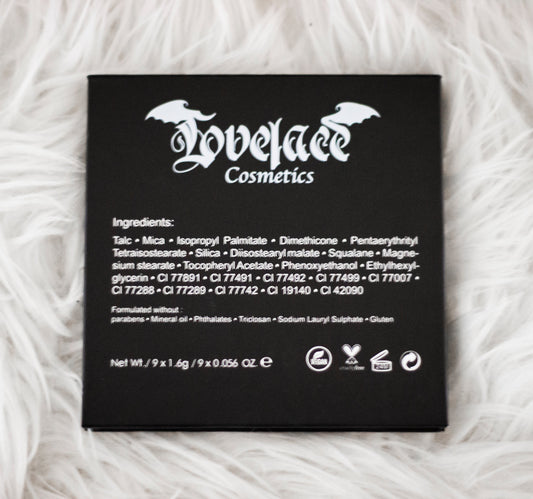 Lovelace
Cosmetics
Ingredients:
Talc • Mica • Isopropyl Palmitate • Dimethicone • Pentaerythrityl
Tetraisostearate • Silica • Diisostearyl malate • Squalane • Magne-
sium stearate • Tocopheryl Acetate • Phenoxyethanol • Ethylhexyl-
glycerin • CI 77891 • CI 77491 • CI 77492 • CI 77499 • CI 77007 •
CI 77288 • CI 77289 • CI 77742 • CI 19140 • CI 42090
Formulated without :
parabens • Mineral oil • Phthalates • Triclosan • Sodium Lauryl Sulphate • Gluten
Net Wt./ 9 x 1.6g / 9 x 0.056 OZ. e
VEGAN
crueltyfree
24M